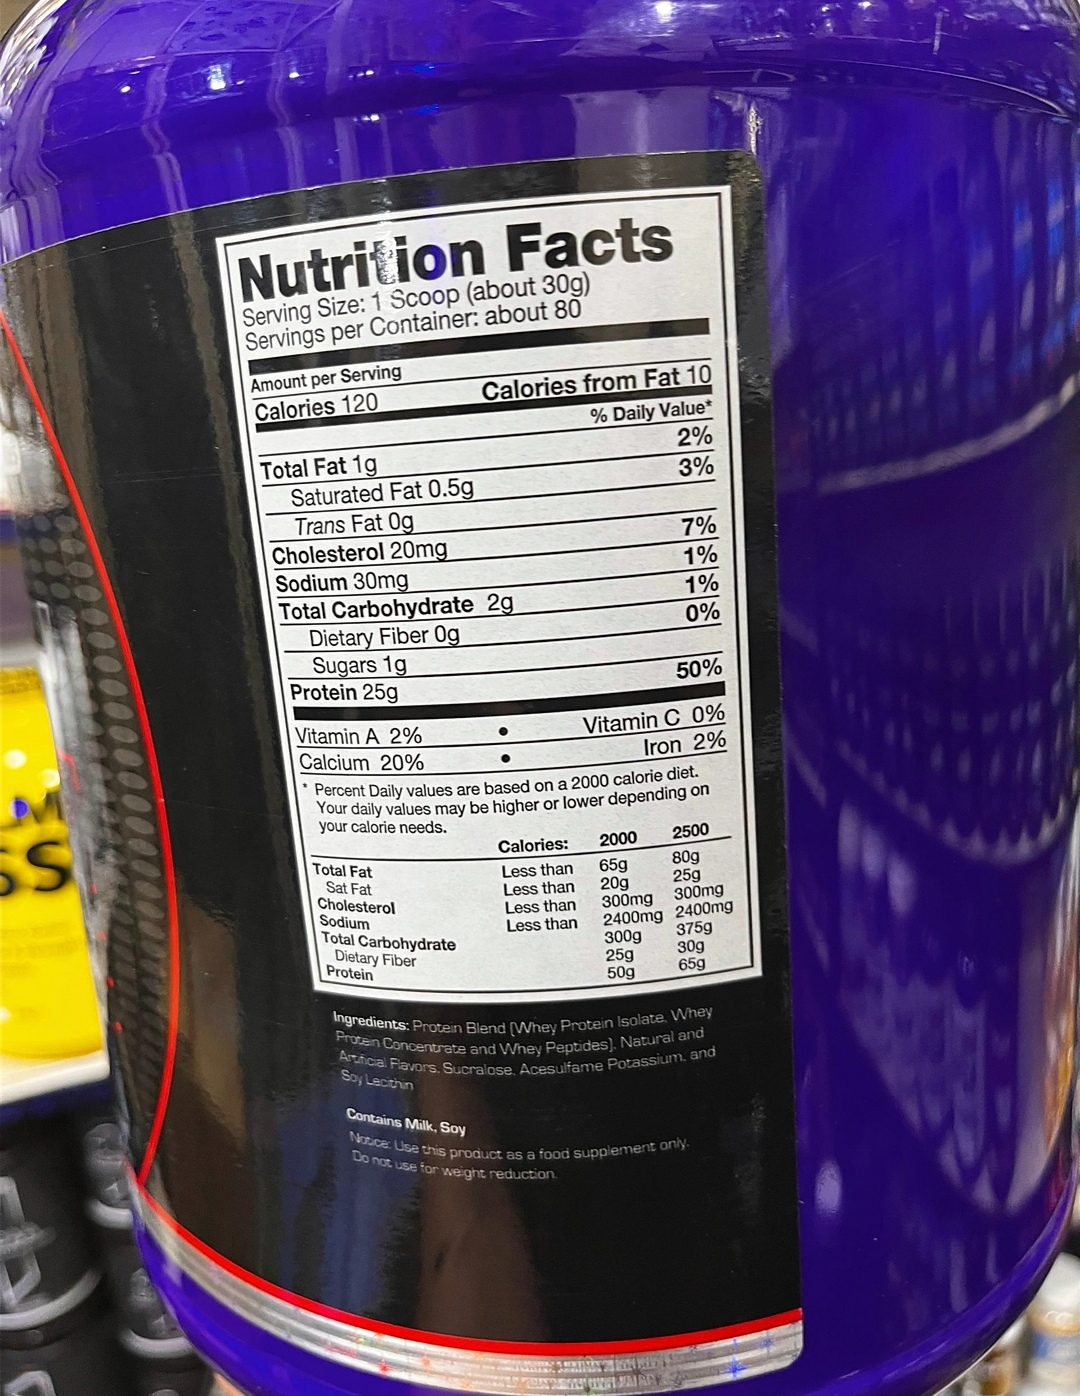 Nutrition Facts
Serving Size: 1 Scoop (about 30g)
Servings per Container: about 80
Amount per Serving
Calories 120 Calories from Fat 10
% Daily Value*
Total Fat 1g 2%
Saturated Fat 0.5g 3%
Trans Fat 0g
Cholesterol 20mg 7%
Sodium 30mg 1%
Total Carbohydrate 2g 1%
Dietary Fiber 0g 0%
Sugars 1g
Protein 25g 50%
Vitamin A 2% • Vitamin C 0%
Calcium 20% • Iron 2%
* Percent Daily values are based on a 2000 calorie diet.
Your daily values may be higher or lower depending on
your calorie needs.
Calories: 2000 2500
Total Fat Less than 65g 80g
Sat Fat Less than 20g 25g
Cholesterol Less than 300mg 300mg
Sodium Less than 2400mg 2400mg
Total Carbohydrate 300g 375g
Dietary Fiber 25g 30g
Protein 50g 65g
Ingredients: Protein Blend [Whey Protein Isolate, Whey
Protein Concentrate and Whey Peptides], Natural and
Artificial Flavors, Sucralose, Acesulfame Potassium, and
Soy Lecithin
Contains Milk, Soy
Notice: Use this product as a food supplement only.
Do not use for weight reduction.